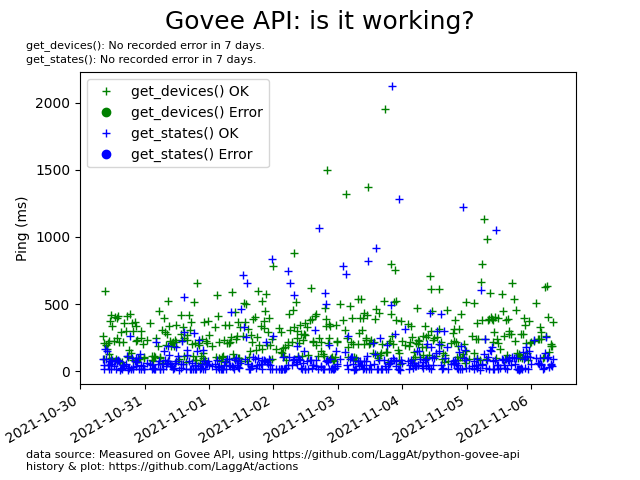 Govee API: is it working?
get_devices(): No recorded error in 7 days.
get_states(): No recorded error in 7 days.
get_devices() OK
get_devices() Error
get_states() OK
get_states() Error
Ping (ms)
2000
1500
1000
500
0
2021-10-30
2021-10-31
2021-11-01
2021-11-02
2021-11-03
2021-11-04
2021-11-05
2021-11-06
data source: Measured on Govee API, using https://github.com/LaggAt/python-govee-api
history & plot: https://github.com/LaggAt/actions